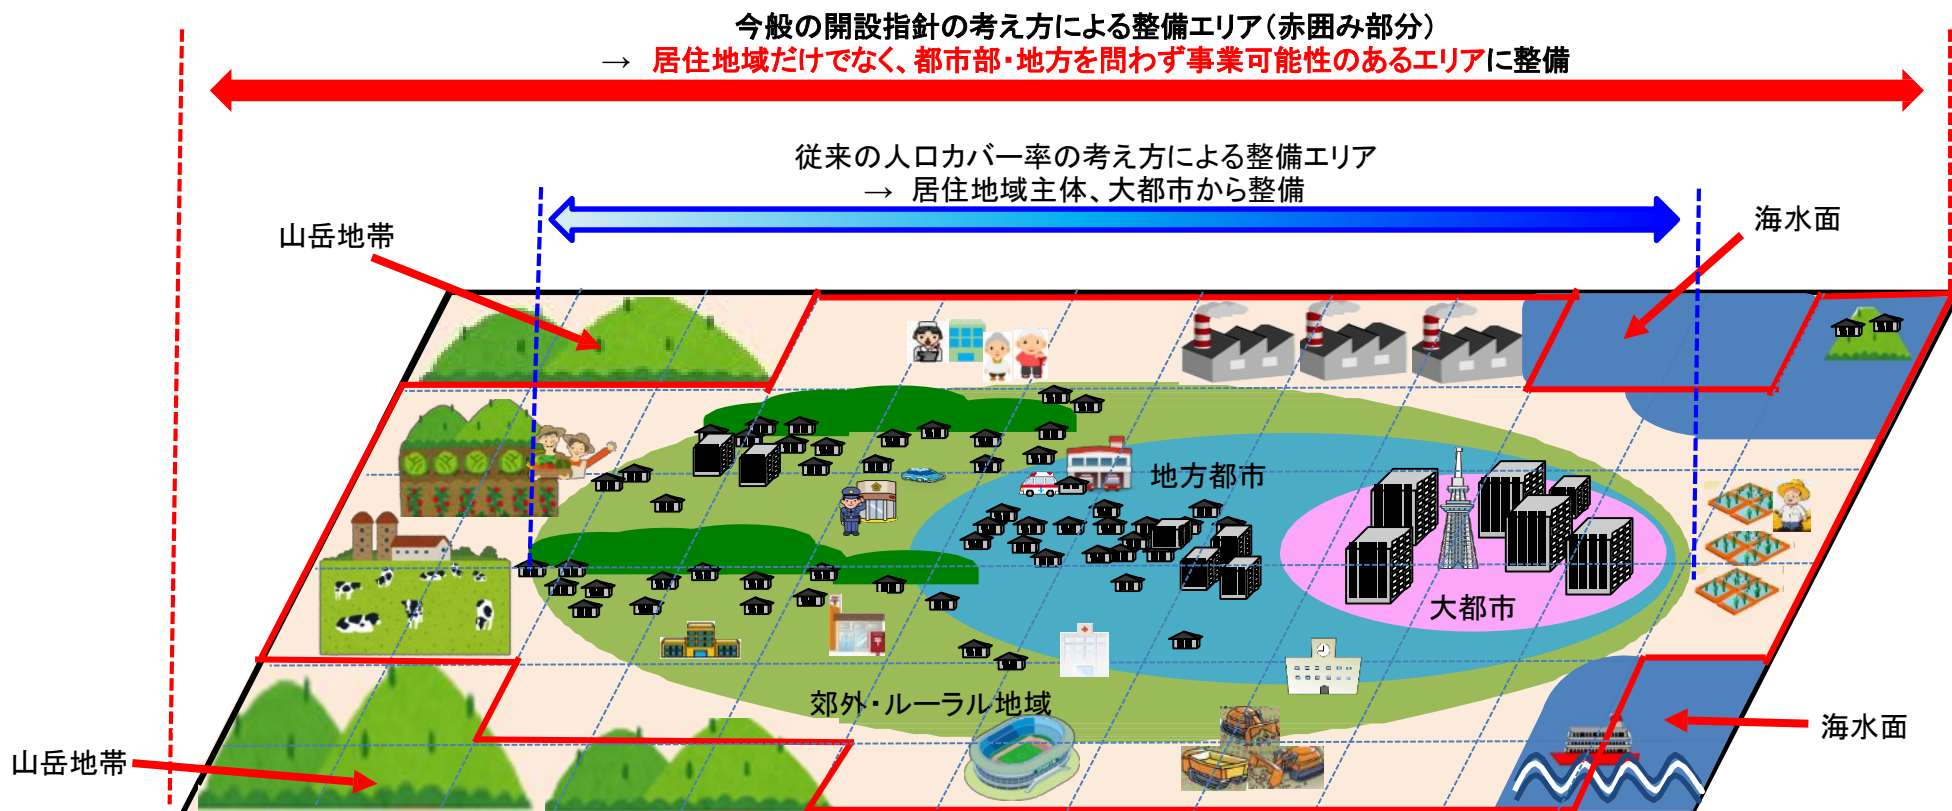 今般の開設指針の考え方による整備エリア(赤囲み部分)
→ 居住地域だけでなく、都市部・地方を問わず事業可能性のあるエリアに整備
従来の人口カバー率の考え方による整備エリア
→ 居住地域主体、大都市から整備
山岳地帯
海水面
地方都市
大都市
郊外・ルーラル地域
山岳地帯
海水面